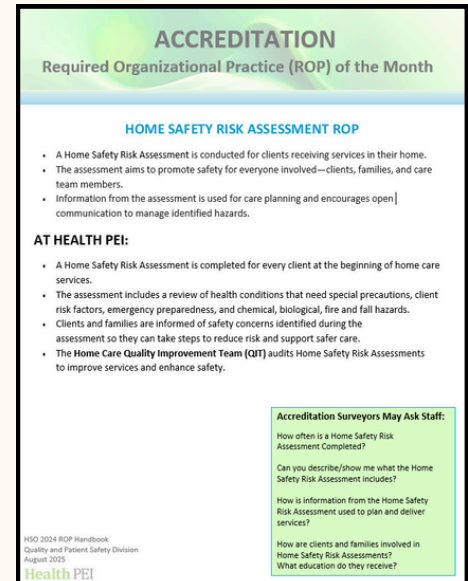 ACCREDITATION
Required Organizational Practice (ROP) of the Month
HOME SAFETY RISK ASSESSMENT ROP
• A Home Safety Risk Assessment is conducted for clients receiving services in their home.
• The assessment aims to promote safety for everyone involved—clients, families, and care
team members.
• Information from the assessment is used for care planning and encourages open
communication to manage identified hazards.
AT HEALTH PEI:
• A Home Safety Risk Assessment is completed for every client at the beginning of home care
services.
• The assessment includes a review of health conditions that need special precautions, client
risk factors, emergency preparedness, and chemical, biological, fire and fall hazards.
• Clients and families are informed of safety concerns identified during the
assessment so they can take steps to reduce risk and support safer care.
• The Home Care Quality Improvement Team (QIT) audits Home Safety Risk Assessments
to improve services and enhance safety.
Accreditation Surveyors May Ask Staff:
How often is a Home Safety Risk
Assessment Completed?
Can you describe/show me what the Home
Safety Risk Assessment includes?
How is information from the Home Safety
Risk Assessment used to plan and deliver
services?
How are clients and families involved in
Home Safety Risk Assessments?
What education do they receive?
HSO 2024 ROP Handbook
Quality and Patient Safety Division
August 2025
Health PEI